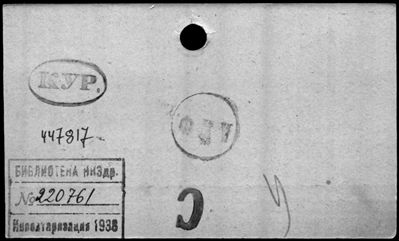 КУР.
447817
БИБЛИОТЕКА НКЗдр.
№ 220761
Инвентаризация 1938